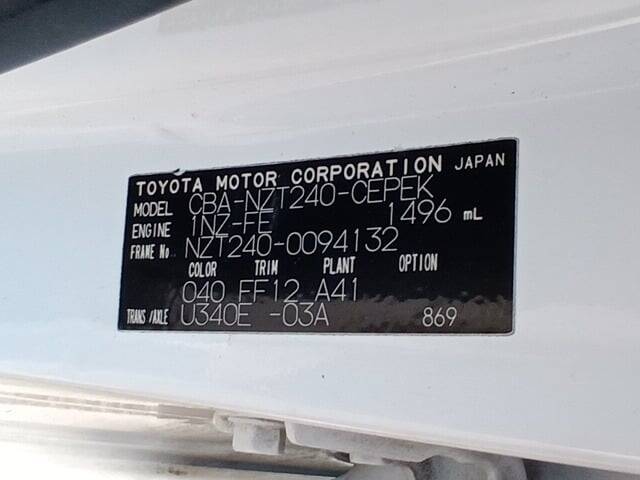 TOYOTA MOTOR CORPORATION JAPAN
MODEL CBA-NZT240-CEPEK
ENGINE 1NZ-FE 1496 mL
FRAME No NZT240-0094132
COLOR TRIM PLANT OPTION
040 FF12 A41
TRANS/AXLE U340E -03A 869